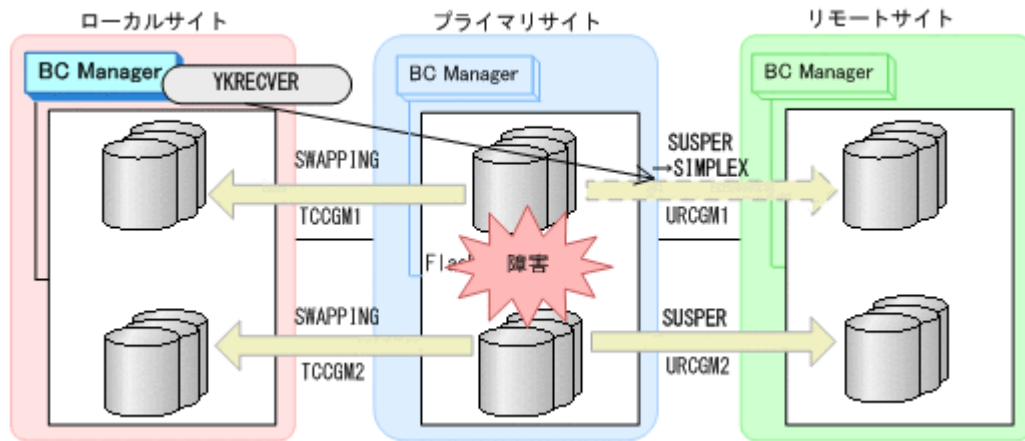 ローカルサイト
プライマリサイト
リモートサイト
BC Manager
BC Manager
BC Manager
YKRECVER
SWAPPING
TCCGM1
SUSPER
→SIMPLEX
URCGM1
障害
SWAPPING
TCCGM2
SUSPER
URCGM2